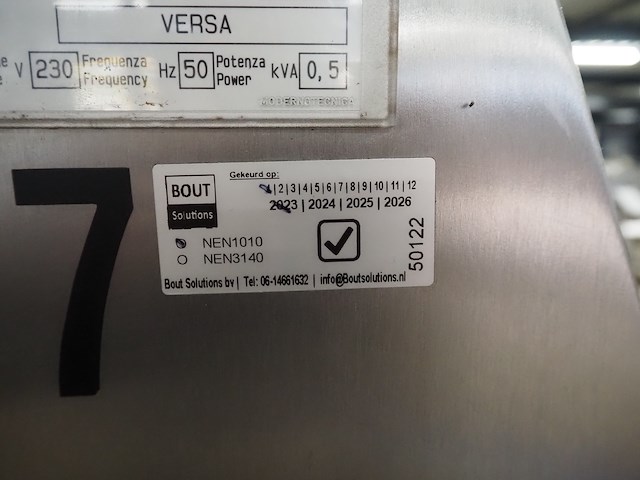 VERSA
V 230 Frequenza Frequency Hz 50 Potenza Power kVA 0,5
MODERNOTECNICA
7
BOUT
Solutions
Gekeurd op:
1|2|3|4|5|6|7|8|9|10|11|12
2023 | 2024 | 2025 | 2026
NEN1010
NEN3140
50122
Bout Solutions bv | Tel: 06-14661632 | info@Boutsolutions.nl